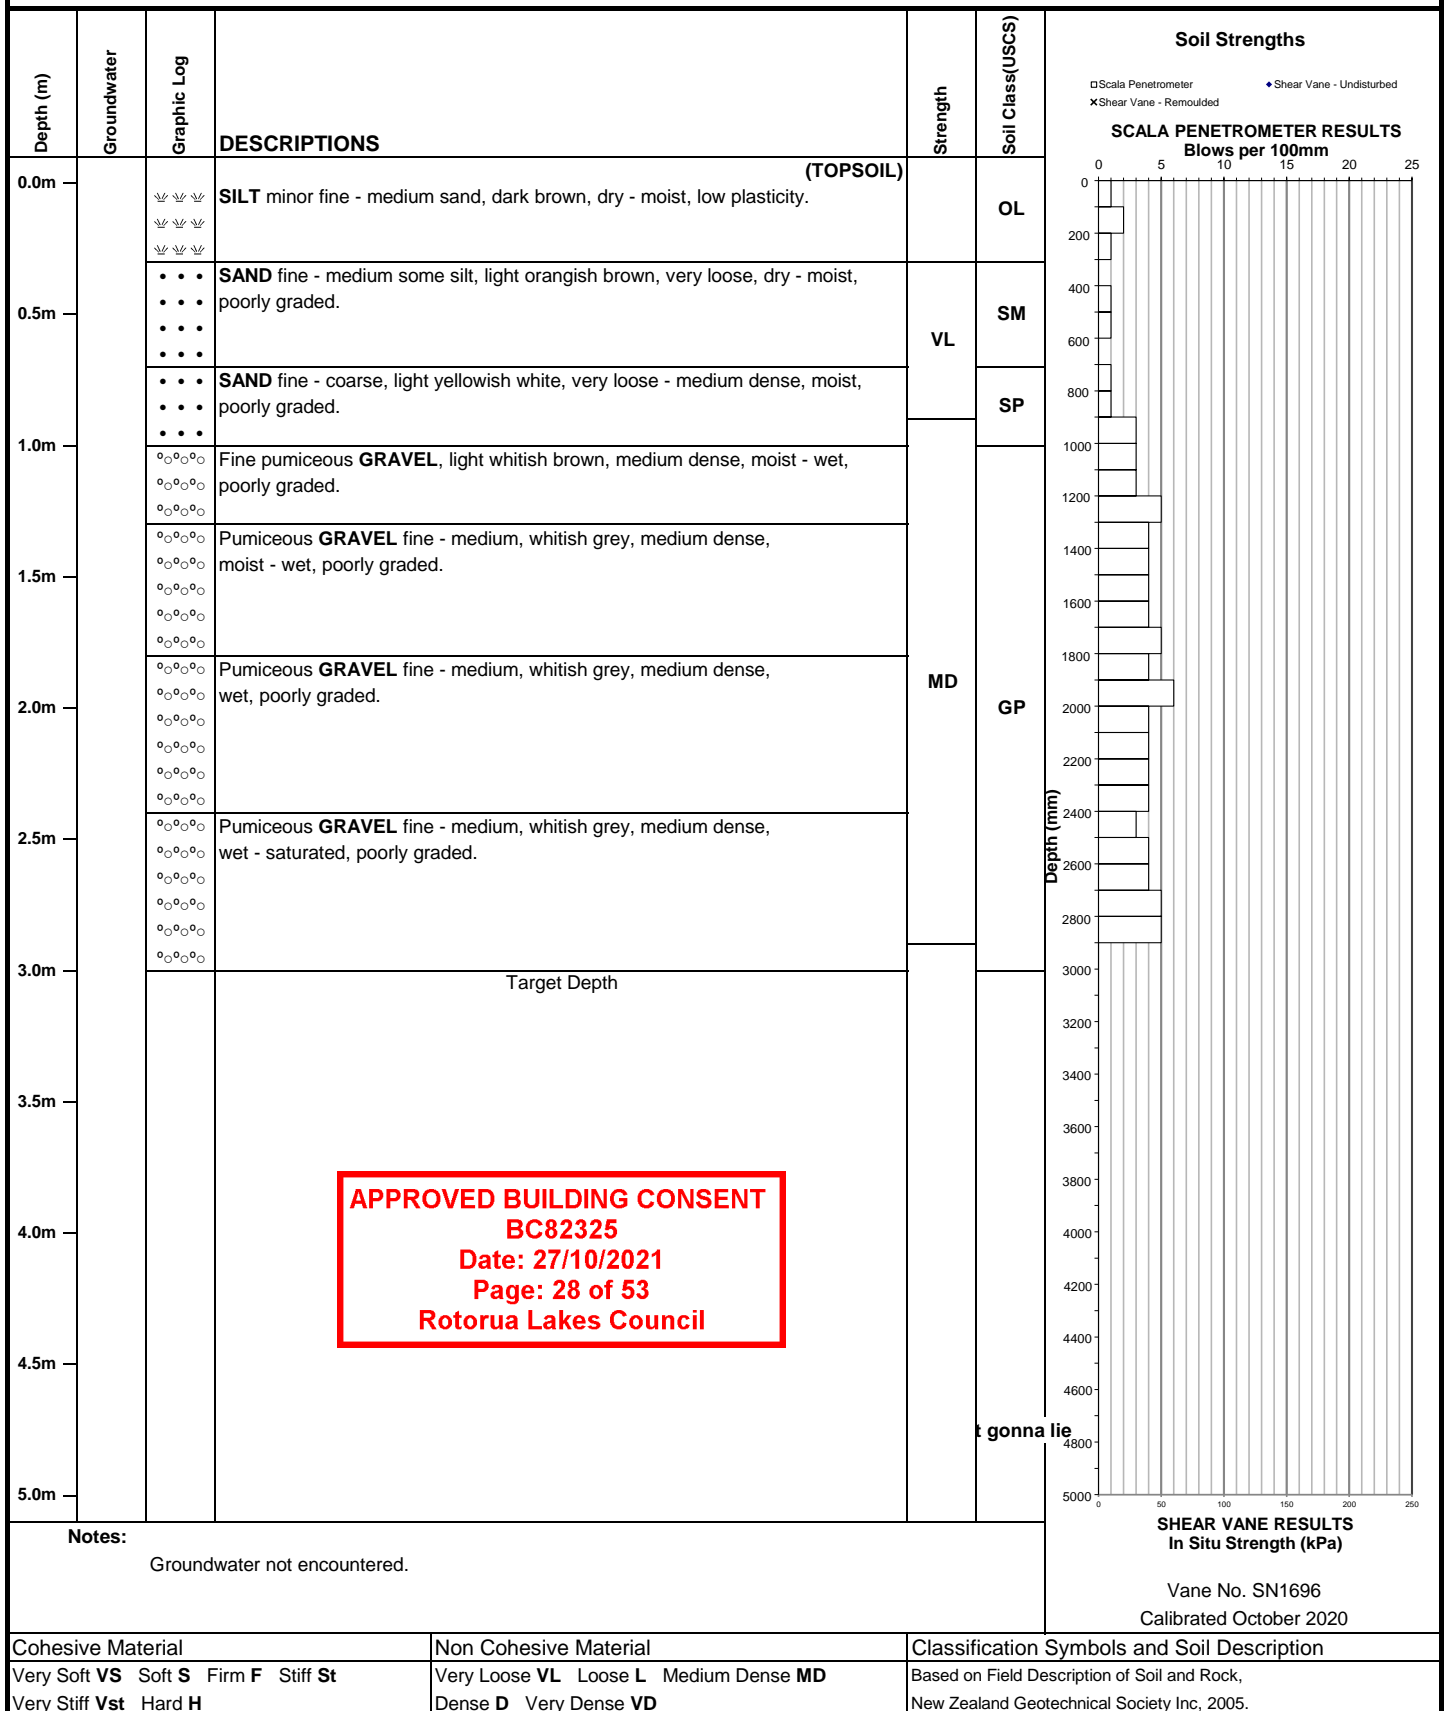 Depth (m)
Groundwater
Graphic Log
DESCRIPTIONS
Strength
Soil Class(USCS)
Soil Strengths
Scala Penetrometer
Shear Vane - Undisturbed
Shear Vane - Remoulded
SCALA PENETROMETER RESULTS
Blows per 100mm
0 5 10 15 20 25
(TOPSOIL)
0.0m
SILT minor fine - medium sand, dark brown, dry - moist, low plasticity.
OL
SAND fine - medium some silt, light orangish brown, very loose, dry - moist,
poorly graded.
0.5m
SM
VL
SAND fine - coarse, light yellowish white, very loose - medium dense, moist,
poorly graded.
SP
1.0m
Fine pumiceous GRAVEL, light whitish brown, medium dense, moist - wet,
poorly graded.
Pumiceous GRAVEL fine - medium, whitish grey, medium dense,
moist - wet, poorly graded.
1.5m
Pumiceous GRAVEL fine - medium, whitish grey, medium dense,
wet, poorly graded.
MD
GP
2.0m
Pumiceous GRAVEL fine - medium, whitish grey, medium dense,
wet - saturated, poorly graded.
2.5m
3.0m
Target Depth
3.5m
4.0m
4.5m
5.0m
APPROVED BUILDING CONSENT
BC82325
Date: 27/10/2021
Page: 28 of 53
Rotorua Lakes Council
t gonna lie
Depth (mm)
0
200
400
600
800
1000
1200
1400
1600
1800
2000
2200
2400
2600
2800
3000
3200
3400
3600
3800
4000
4200
4400
4600
4800
5000
0 50 100 150 200 250
SHEAR VANE RESULTS
In Situ Strength (kPa)
Vane No. SN1696
Calibrated October 2020
Notes:
Groundwater not encountered.
Cohesive Material
Very Soft VS Soft S Firm F Stiff St
Very Stiff Vst Hard H
Non Cohesive Material
Very Loose VL Loose L Medium Dense MD
Dense D Very Dense VD
Classification Symbols and Soil Description
Based on Field Description of Soil and Rock,
New Zealand Geotechnical Society Inc, 2005.